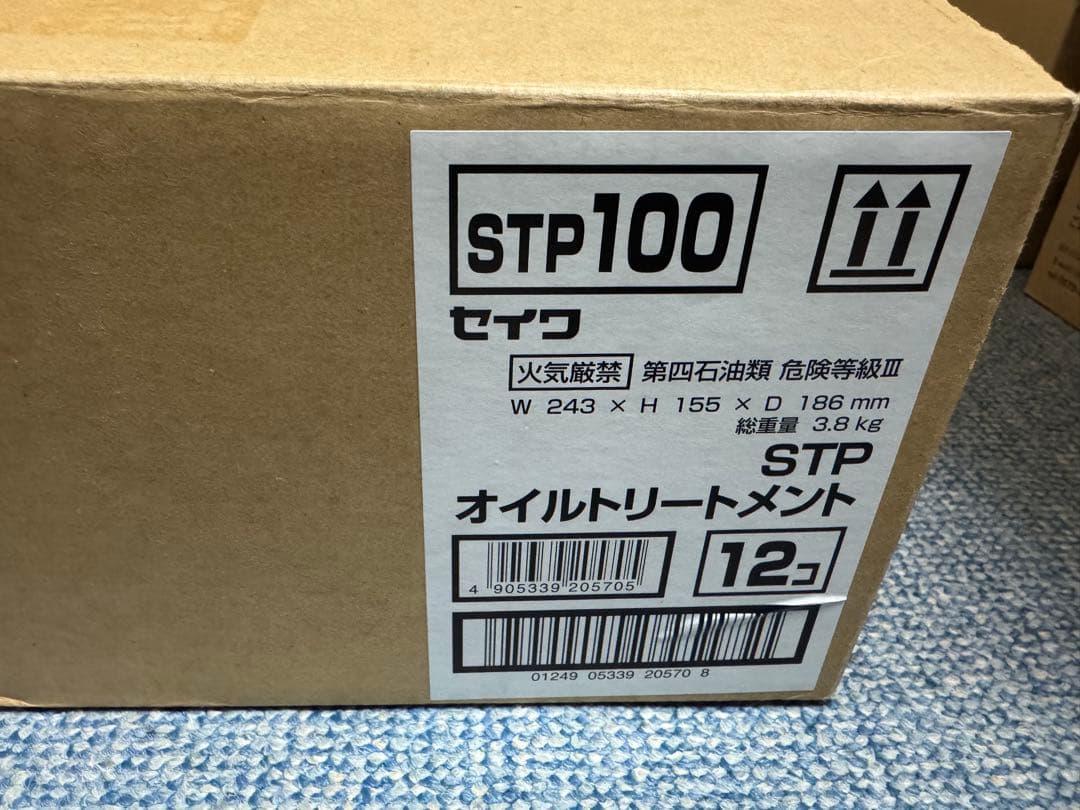 STP100
セイワ
火気厳禁 第四石油類 危険等級Ⅲ
W 243 × H 155 × D 186 mm
総重量 3.8 kg
STP
オイルトリートメント
4 905339 205705
12コ
01249 05339 20570 8